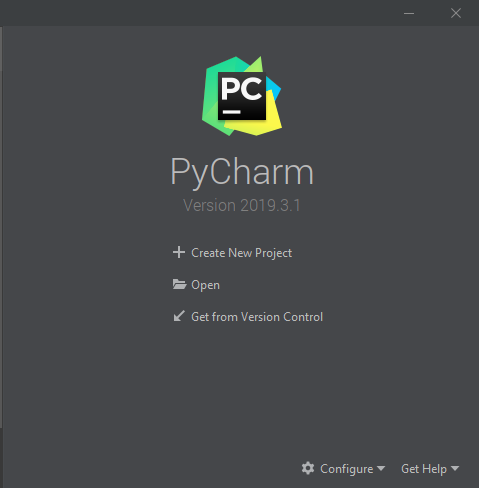 PC
PyCharm
Version 2019.3.1
Create New Project
Open
Get from Version Control
Configure Get Help